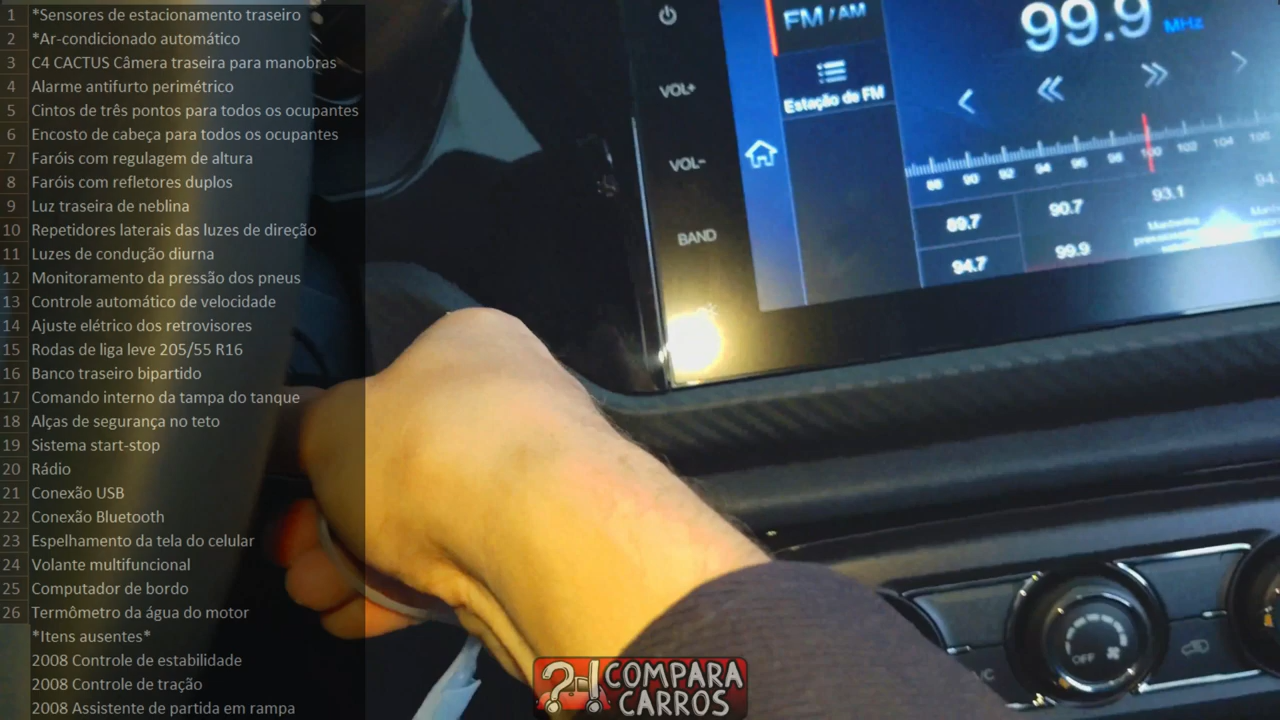 1 *Sensores de estacionamento traseiro
2 *Ar-condicionado automático
3 C4 CACTUS Câmera traseira para manobras
4 Alarme antifurto perimétrico
5 Cintos de três pontos para todos os ocupantes
6 Encosto de cabeça para todos os ocupantes
7 Faróis com regulagem de altura
8 Faróis com refletores duplos
9 Luz traseira de neblina
10 Repetidores laterais das luzes de direção
11 Luzes de condução diurna
12 Monitoramento da pressão dos pneus
13 Controle automático de velocidade
14 Ajuste elétrico dos retrovisores
15 Rodas de liga leve 205/55 R16
16 Banco traseiro bipartido
17 Comando interno da tampa do tanque
18 Alças de segurança no teto
19 Sistema start-stop
20 Rádio
21 Conexão USB
22 Conexão Bluetooth
23 Espelhamento da tela do celular
24 Volante multifuncional
25 Computador de bordo
26 Termômetro da água do motor
*Itens ausentes*
2008 Controle de estabilidade
2008 Controle de tração
2008 Assistente de partida em rampa
VOL+
VOL-
BAND
FM / AM
Estação de FM
99.9 MHz
88 90 92 94 96 98 100 102 104 106
89.7 90.7 93.1 94.
94.7 99.9
Mantenha
OFF
?! COMPARA
CARROS